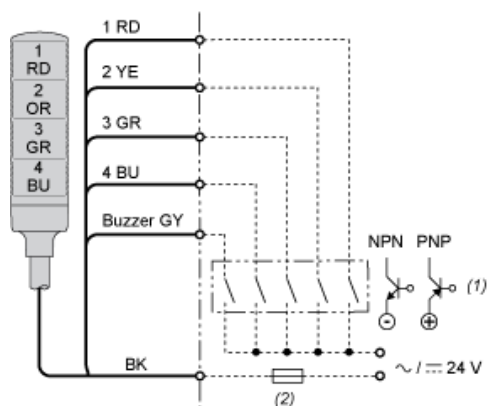 1 RD
2 YE
3 GR
4 BU
Buzzer GY
BK
1
RD
2
OR
3
GR
4
BU
NPN PNP
(1)
- +
~ / ⎓ 24 V
(2)